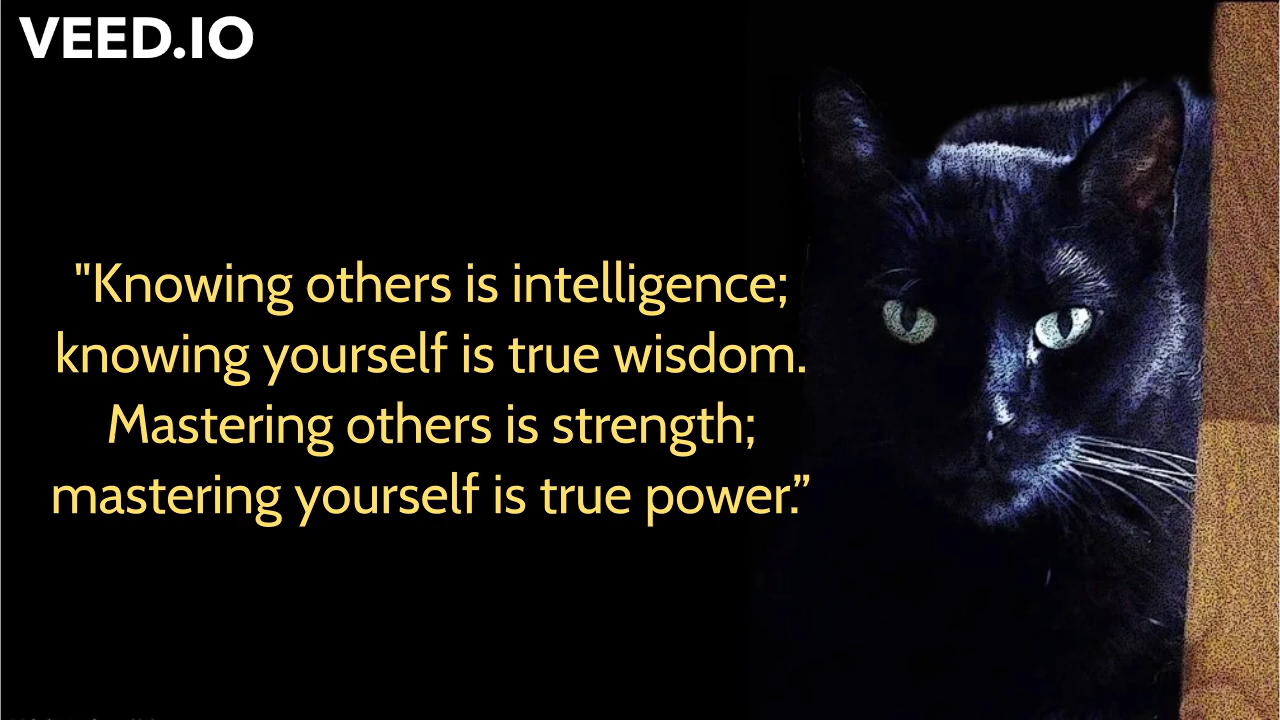 VEED.IO
"Knowing others is intelligence;
knowing yourself is true wisdom.
Mastering others is strength;
mastering yourself is true power.”